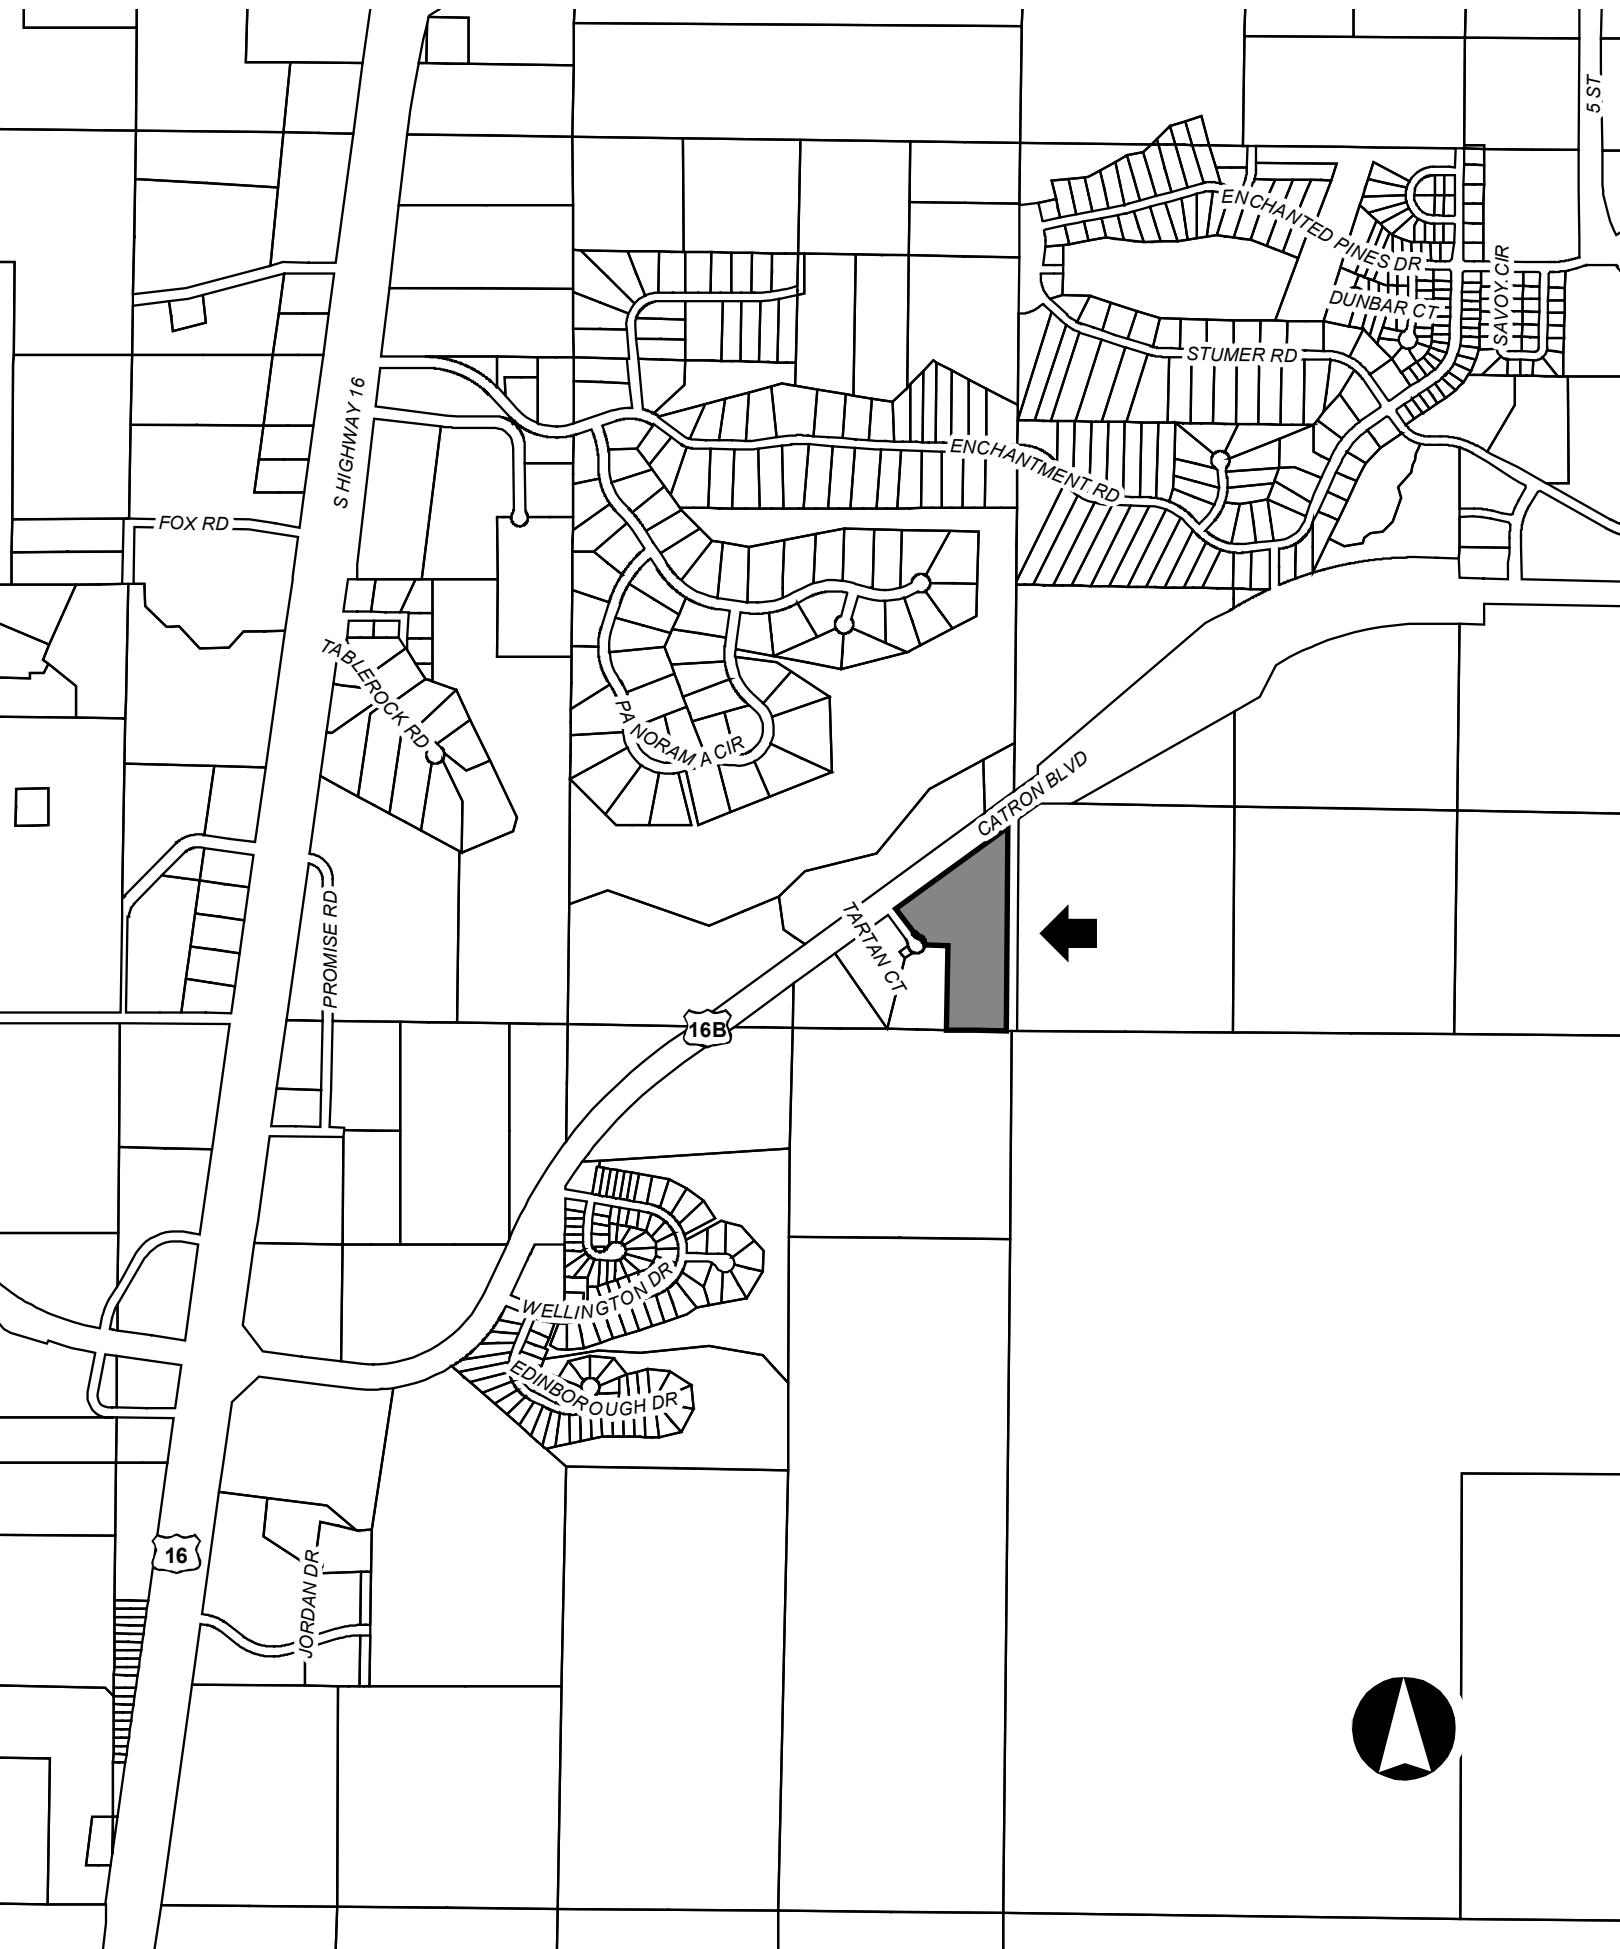 5 ST
ENCHANTED PINES DR
SAVOY CIR
DUNBAR CT
STUMER RD
S HIGHWAY 16
ENCHANTMENT RD
FOX RD
TABLEROCK RD
PANORAMA CIR
CATRON BLVD
PROMISE RD
TARTAN CT
16B
WELLINGTON DR
EDINBOROUGH DR
16
JORDAN DR